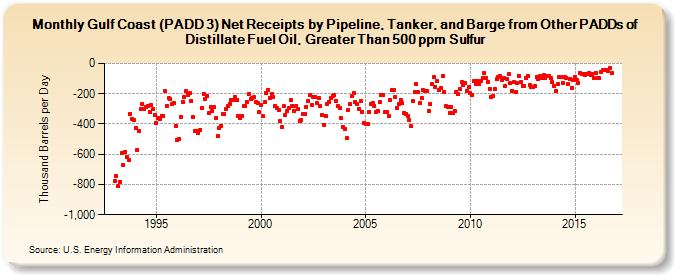 Monthly Gulf Coast (PADD 3) Net Receipts by Pipeline, Tanker, and Barge from Other PADDs of
Distillate Fuel Oil, Greater Than 500 ppm Sulfur
Thousand Barrels per Day
0
-200
-400
-600
-800
-1,000
1995
2000
2005
2010
2015
Source: U.S. Energy Information Administration